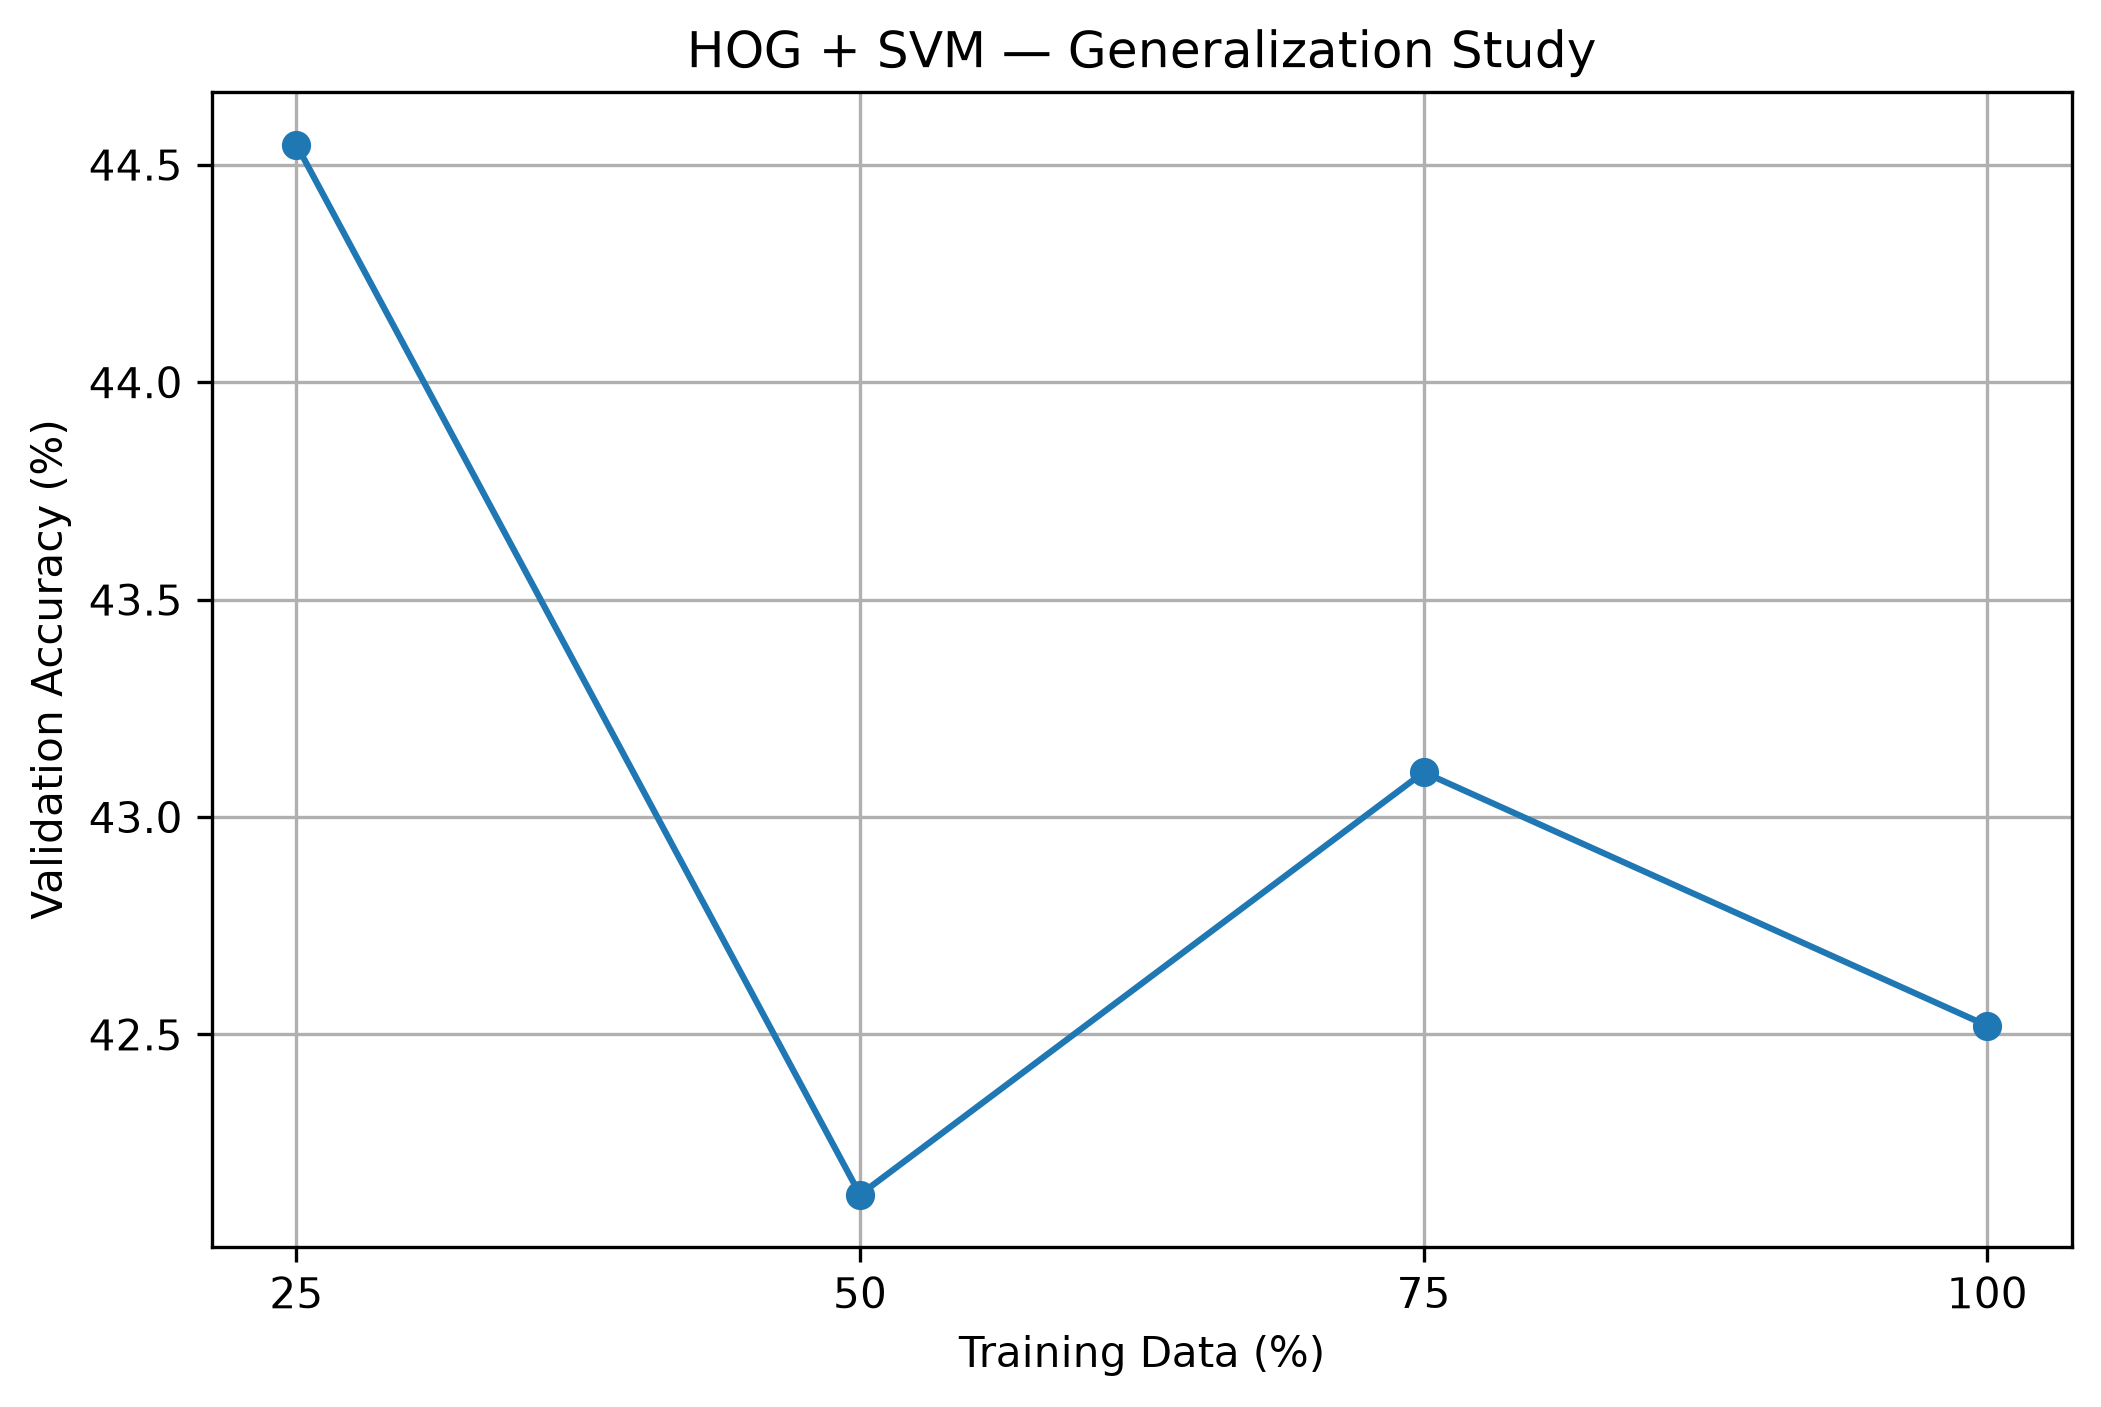 HOG + SVM — Generalization Study
44.5
44.0
43.5
43.0
42.5
Validation Accuracy (%)
25 50 75 100
Training Data (%)